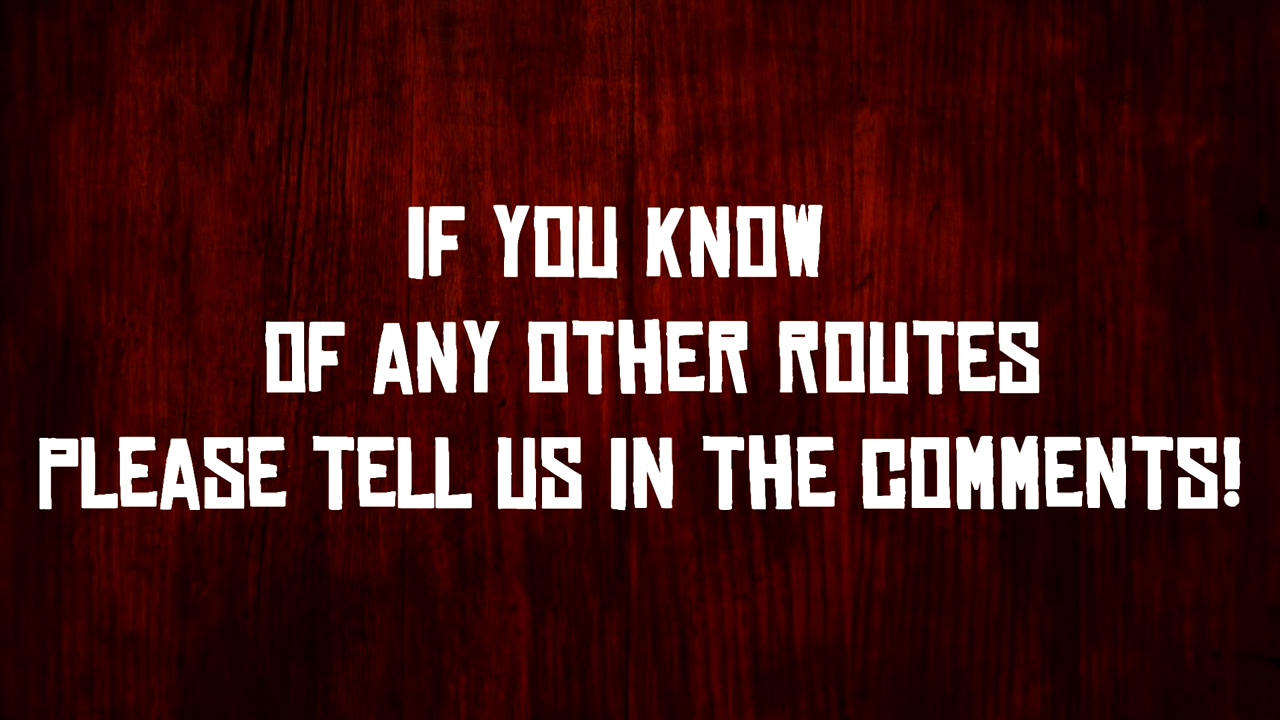 IF YOU KNOW
OF ANY OTHER ROUTES
PLEASE TELL US IN THE COMMENTS!